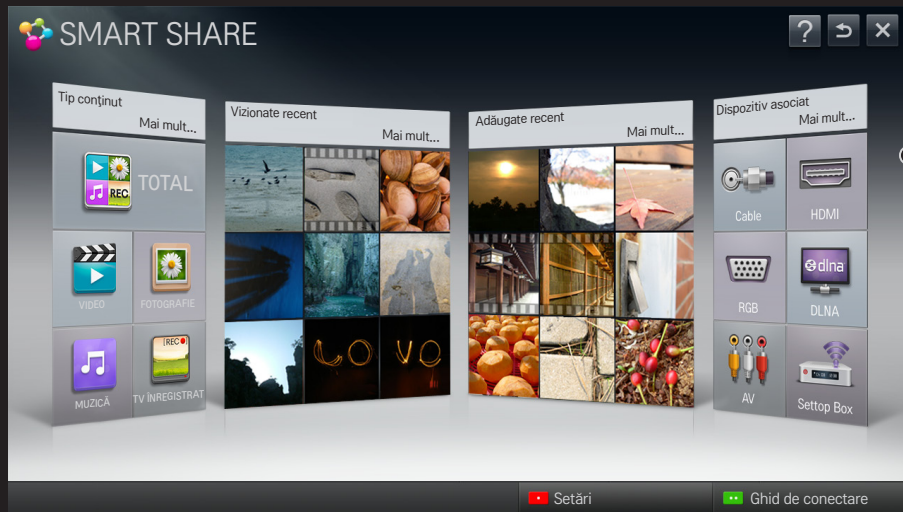 SMART SHARE
?
Tip conţinut
Mai mult...
TOTAL
REC
VIDEO
FOTOGRAFIE
REC
MUZICĂ
TV ÎNREGISTRAT
Vizionate recent
Mai mult...
Adăugate recent
Mai mult...
Dispozitiv asociat
Mai mult...
Cable
HDMI
RGB
dlna
DLNA
AV
Settop Box
Setări
Ghid de conectare